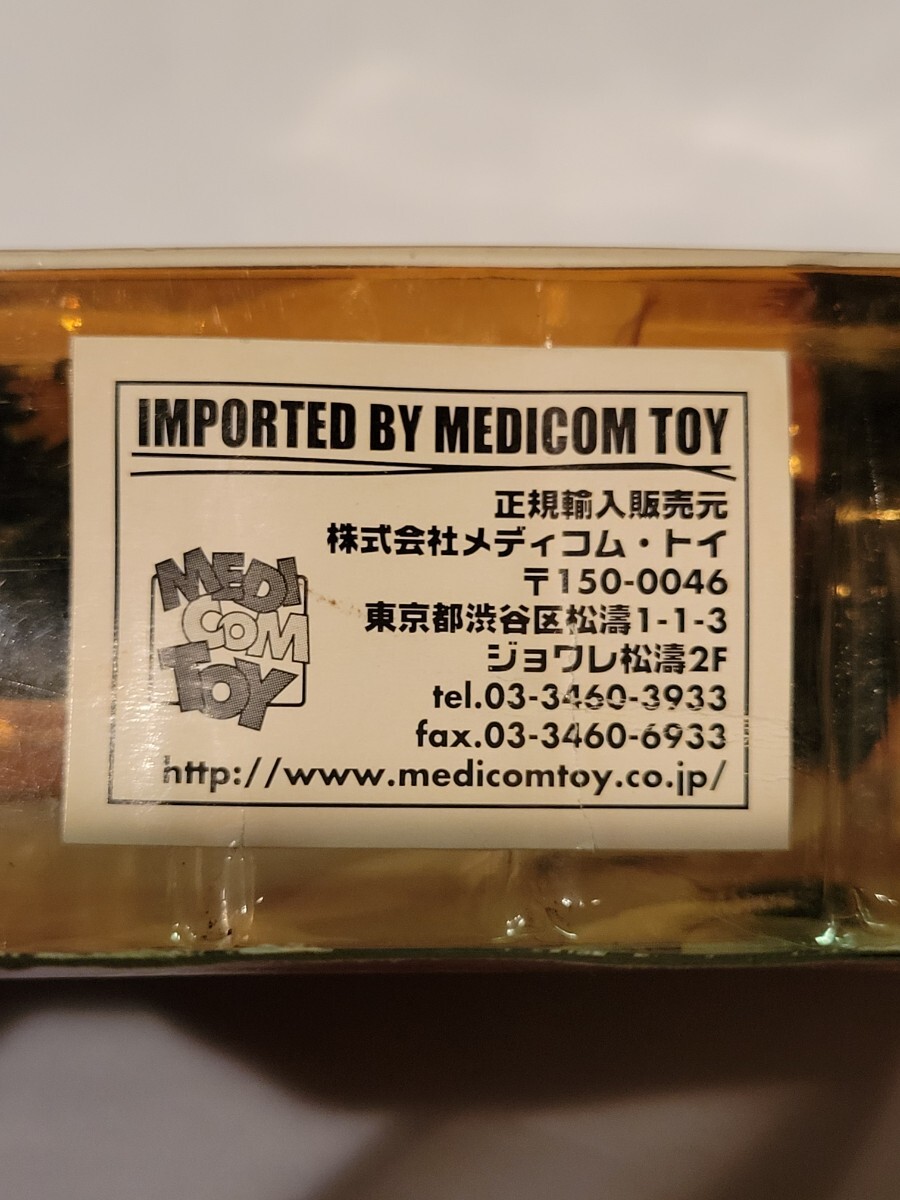 IMPORTED BY MEDICOM TOY
正規輸入販売元
株式会社メディコム・トイ
〒150-0046
東京都渋谷区松濤1-1-3
ジョワレ松濤2F
tel.03-3460-3933
fax.03-3460-6933
http://www.medicomtoy.co.jp/
MEDI
COM
TOY